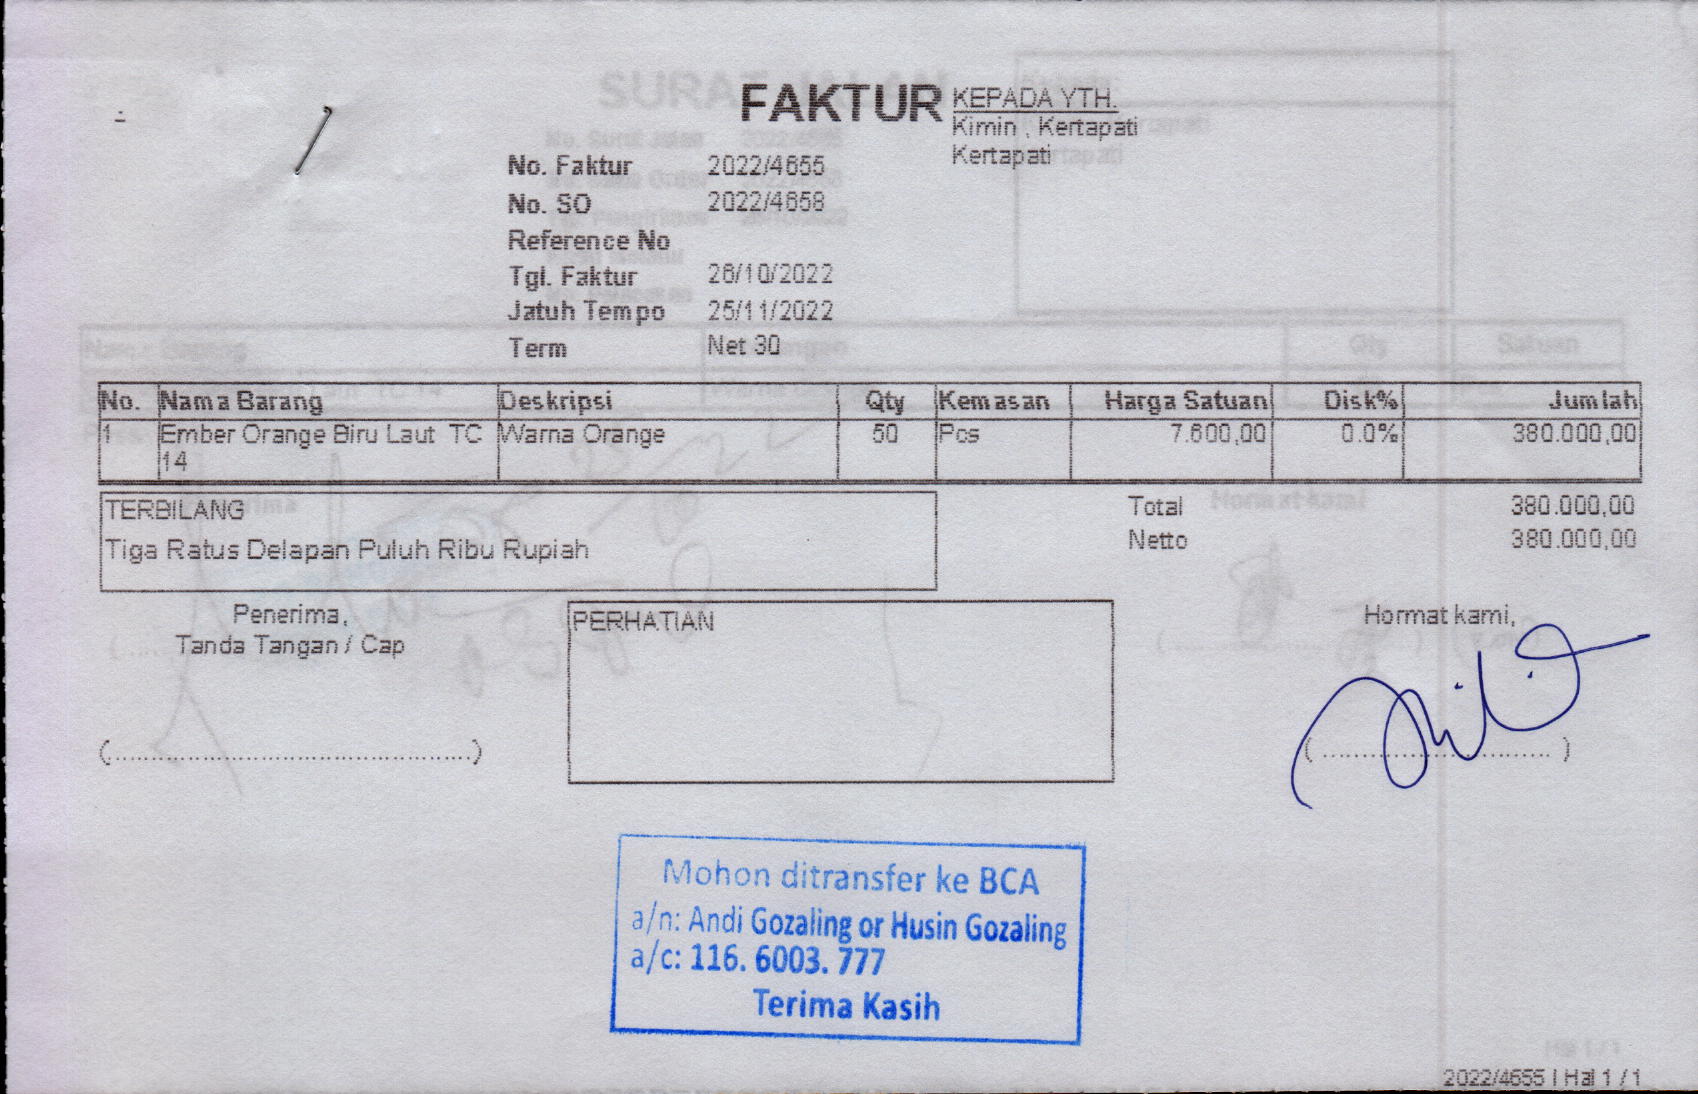 FAKTUR
KEPADA YTH.
Kimin , Kertapati
Kertapati
No. Faktur 2022/4655
No. SO 2022/4658
Reference No
Tgl. Faktur 26/10/2022
Jatuh Tempo 25/11/2022
Term Net 30
No. Nama Barang Deskripsi Qty Kemasan Harga Satuan Disk% Jumlah
1 Ember Orange Biru Laut TC Warna Orange 50 Pcs 7.600,00 0.0% 380.000,00
14
TERBILANG
Tiga Ratus Delapan Puluh Ribu Rupiah
Total 380.000,00
Netto 380.000,00
Penerima,
Tanda Tangan / Cap
(............................................)
PERHATIAN
Hormat kami,
(............................)
Mohon ditransfer ke BCA
a/n: Andi Gozaling or Husin Gozaling
a/c: 116. 6003. 777
Terima Kasih
2022/4655 | Hal 1 / 1